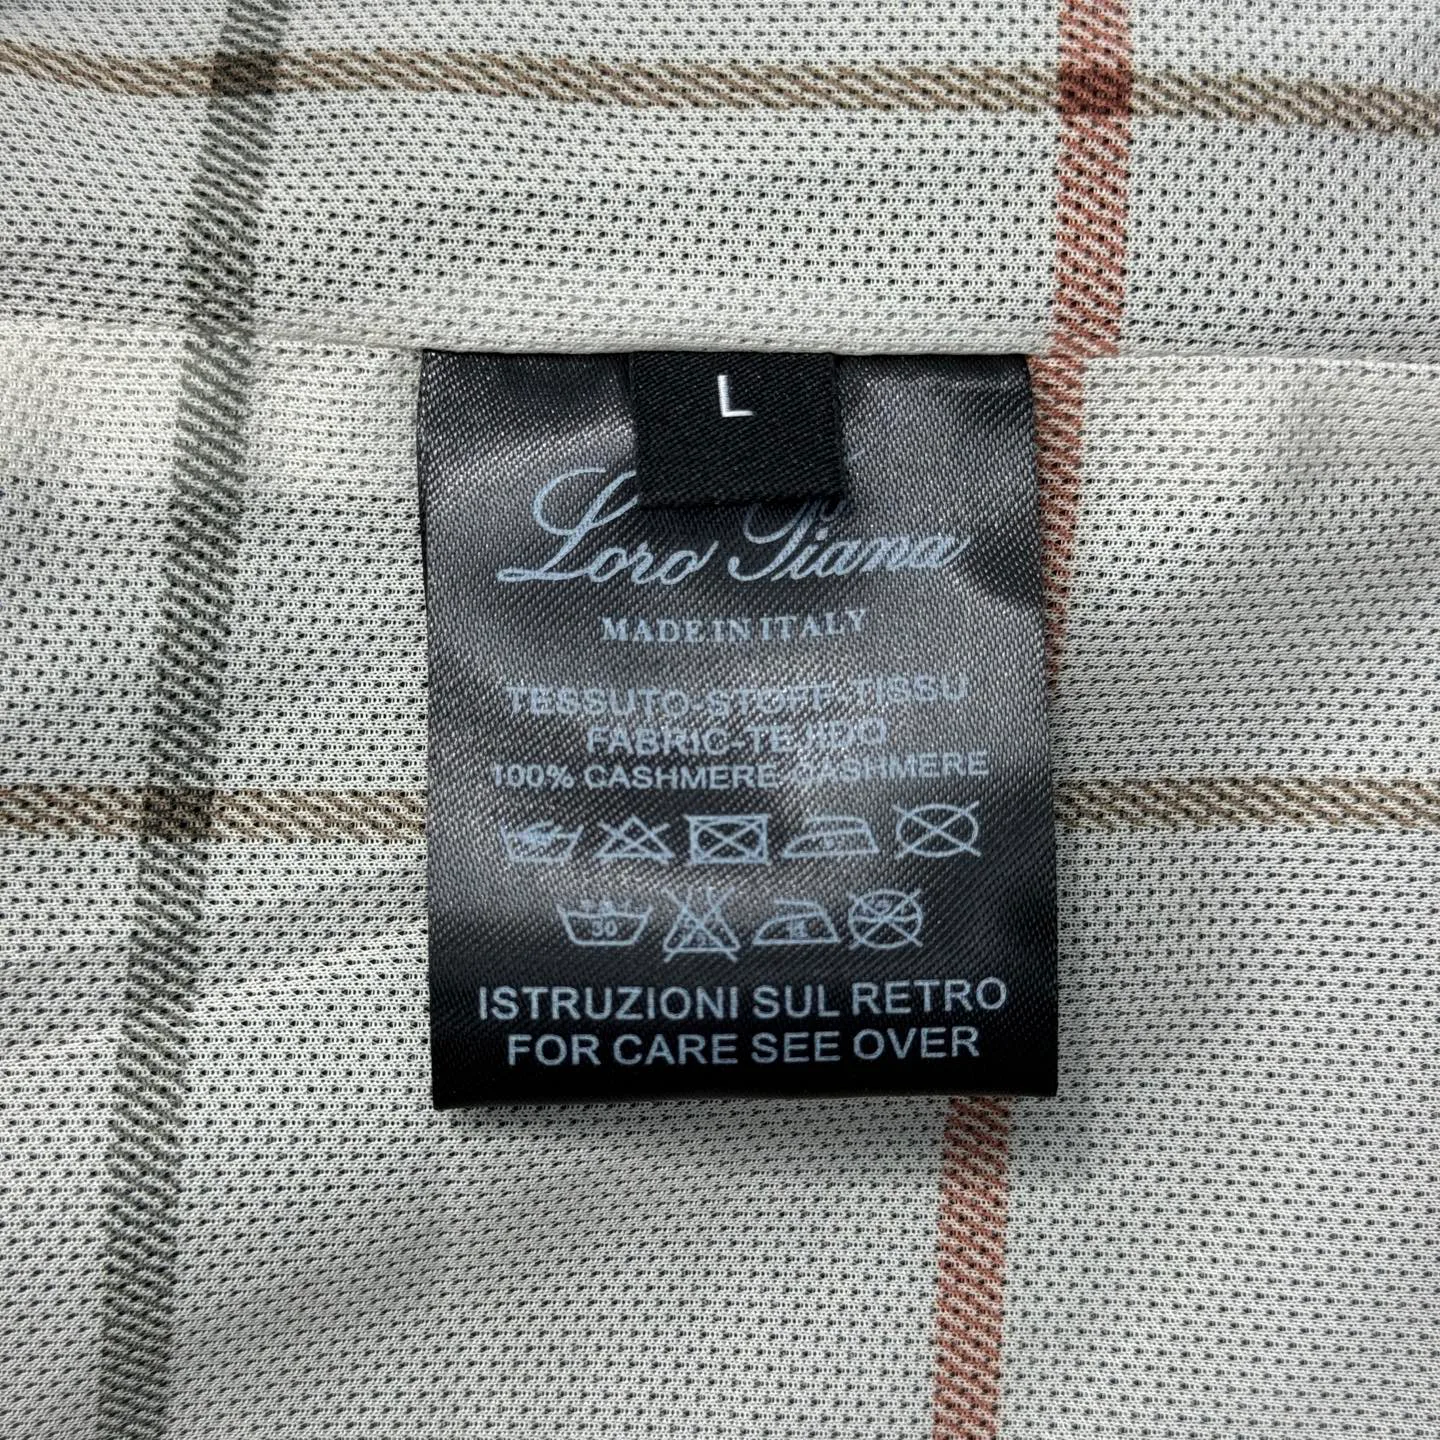 L
Loro Piana
MADE IN ITALY
TESSUTO-STOFF-TISSU
FABRIC-TEJIDO
100% CASHMERE CASHMERE
30°
ISTRUZIONI SUL RETRO
FOR CARE SEE OVER